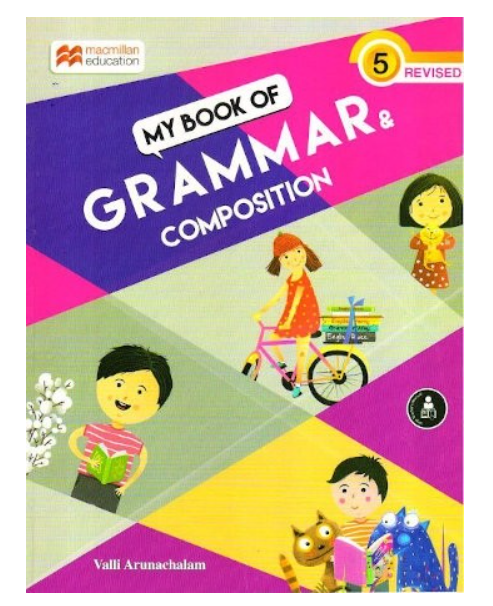 macmillan
education
5
REVISED
MY BOOK OF
GRAMMAR &
COMPOSITION
Valli Arunachalam